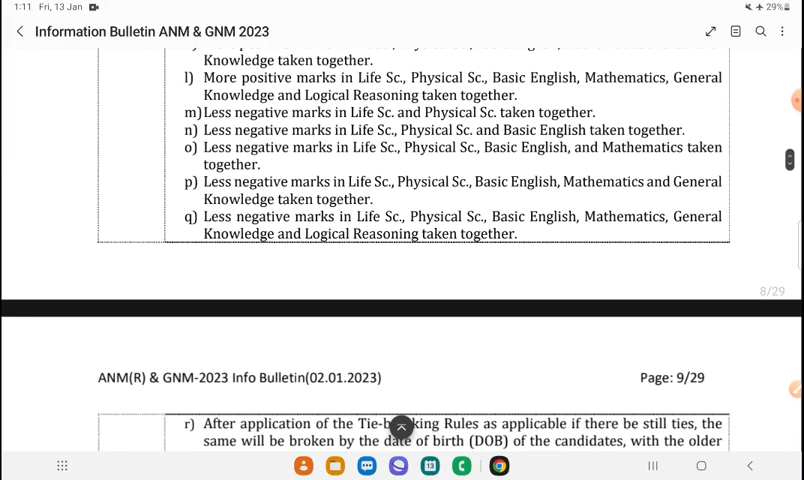 1:11 Fri, 13 Jan 29%
Information Bulletin ANM & GNM 2023
Knowledge taken together.
l) More positive marks in Life Sc., Physical Sc., Basic English, Mathematics, General
Knowledge and Logical Reasoning taken together.
m) Less negative marks in Life Sc. and Physical Sc. taken together.
n) Less negative marks in Life Sc., Physical Sc. and Basic English taken together.
o) Less negative marks in Life Sc., Physical Sc., Basic English, and Mathematics taken
together.
p) Less negative marks in Life Sc., Physical Sc., Basic English, Mathematics and General
Knowledge taken together.
q) Less negative marks in Life Sc., Physical Sc., Basic English, Mathematics, General
Knowledge and Logical Reasoning taken together.
8/29
ANM(R) & GNM-2023 Info Bulletin(02.01.2023) Page: 9/29
r) After application of the Rules as applicable if there be still ties, the
same will be broken by the date of birth (DOB) of the candidates, with the older
13